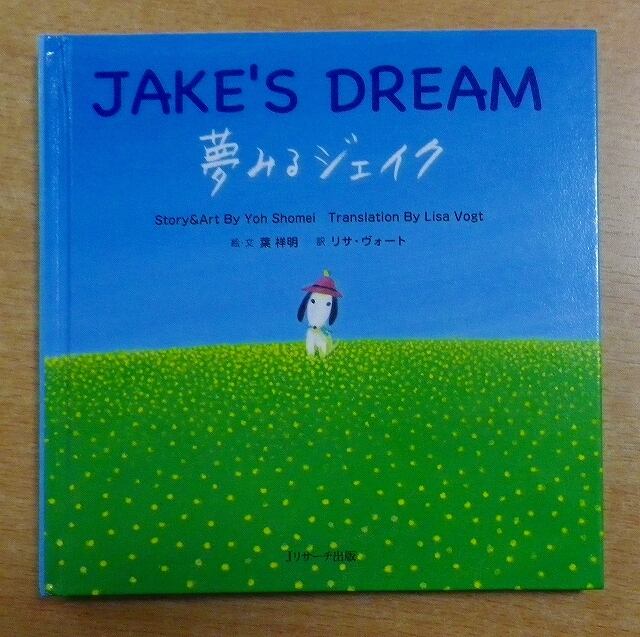 JAKE'S DREAM
夢みるジェイク
Story&Art By Yoh Shomei Translation By Lisa Vogt
絵・文 葉 祥明 訳 リサ・ヴォート
Jリサーチ出版